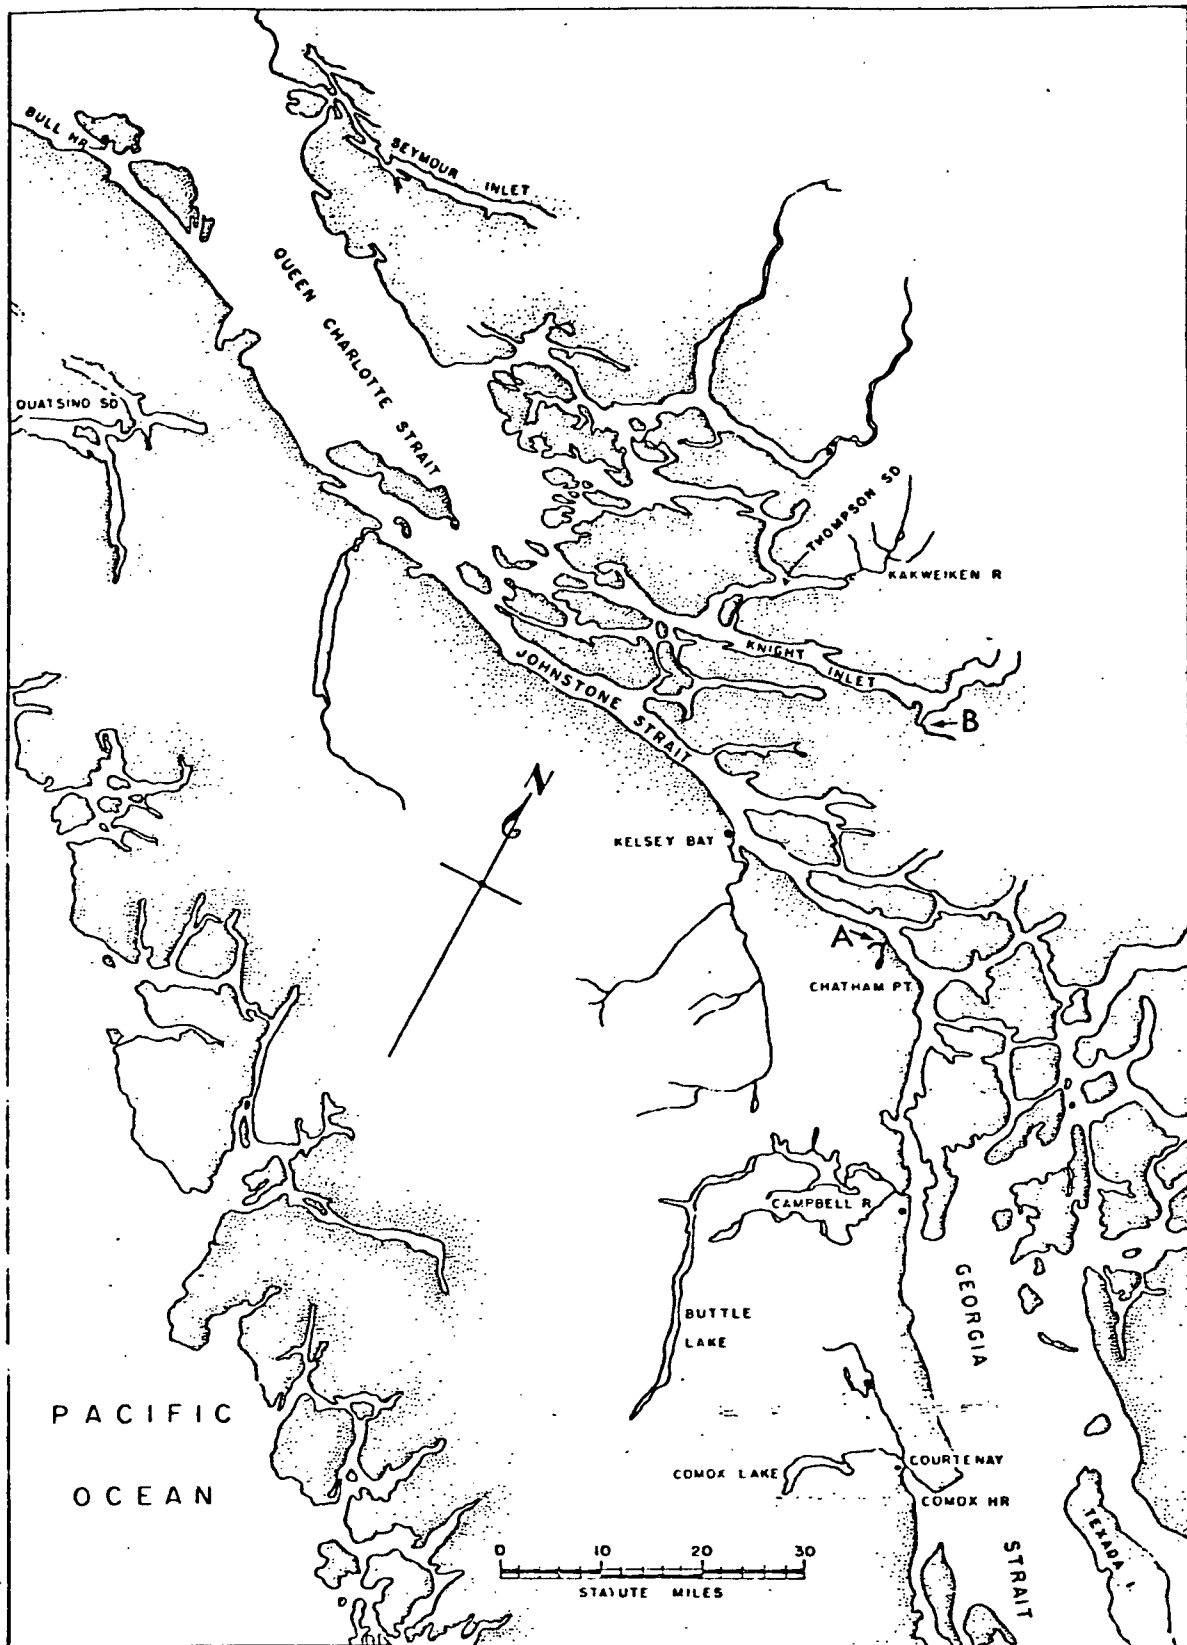 BULL HR.
SEYMOUR INLET
QUEEN CHARLOTTE STRAIT
QUATSINO SD
THOMPSON SD
KAKWEIKEN R
KNIGHT INLET
JOHNSTONE STRAIT
B
N
KELSEY BAY
A
CHATHAM PT.
CAMPBELL R
GEORGIA
BUTTLE
LAKE
PACIFIC
OCEAN
COURTENAY
COMOX LAKE
COMOX HR
TEXADA I.
STRAIT
0 10 20 30
STATUTE MILES